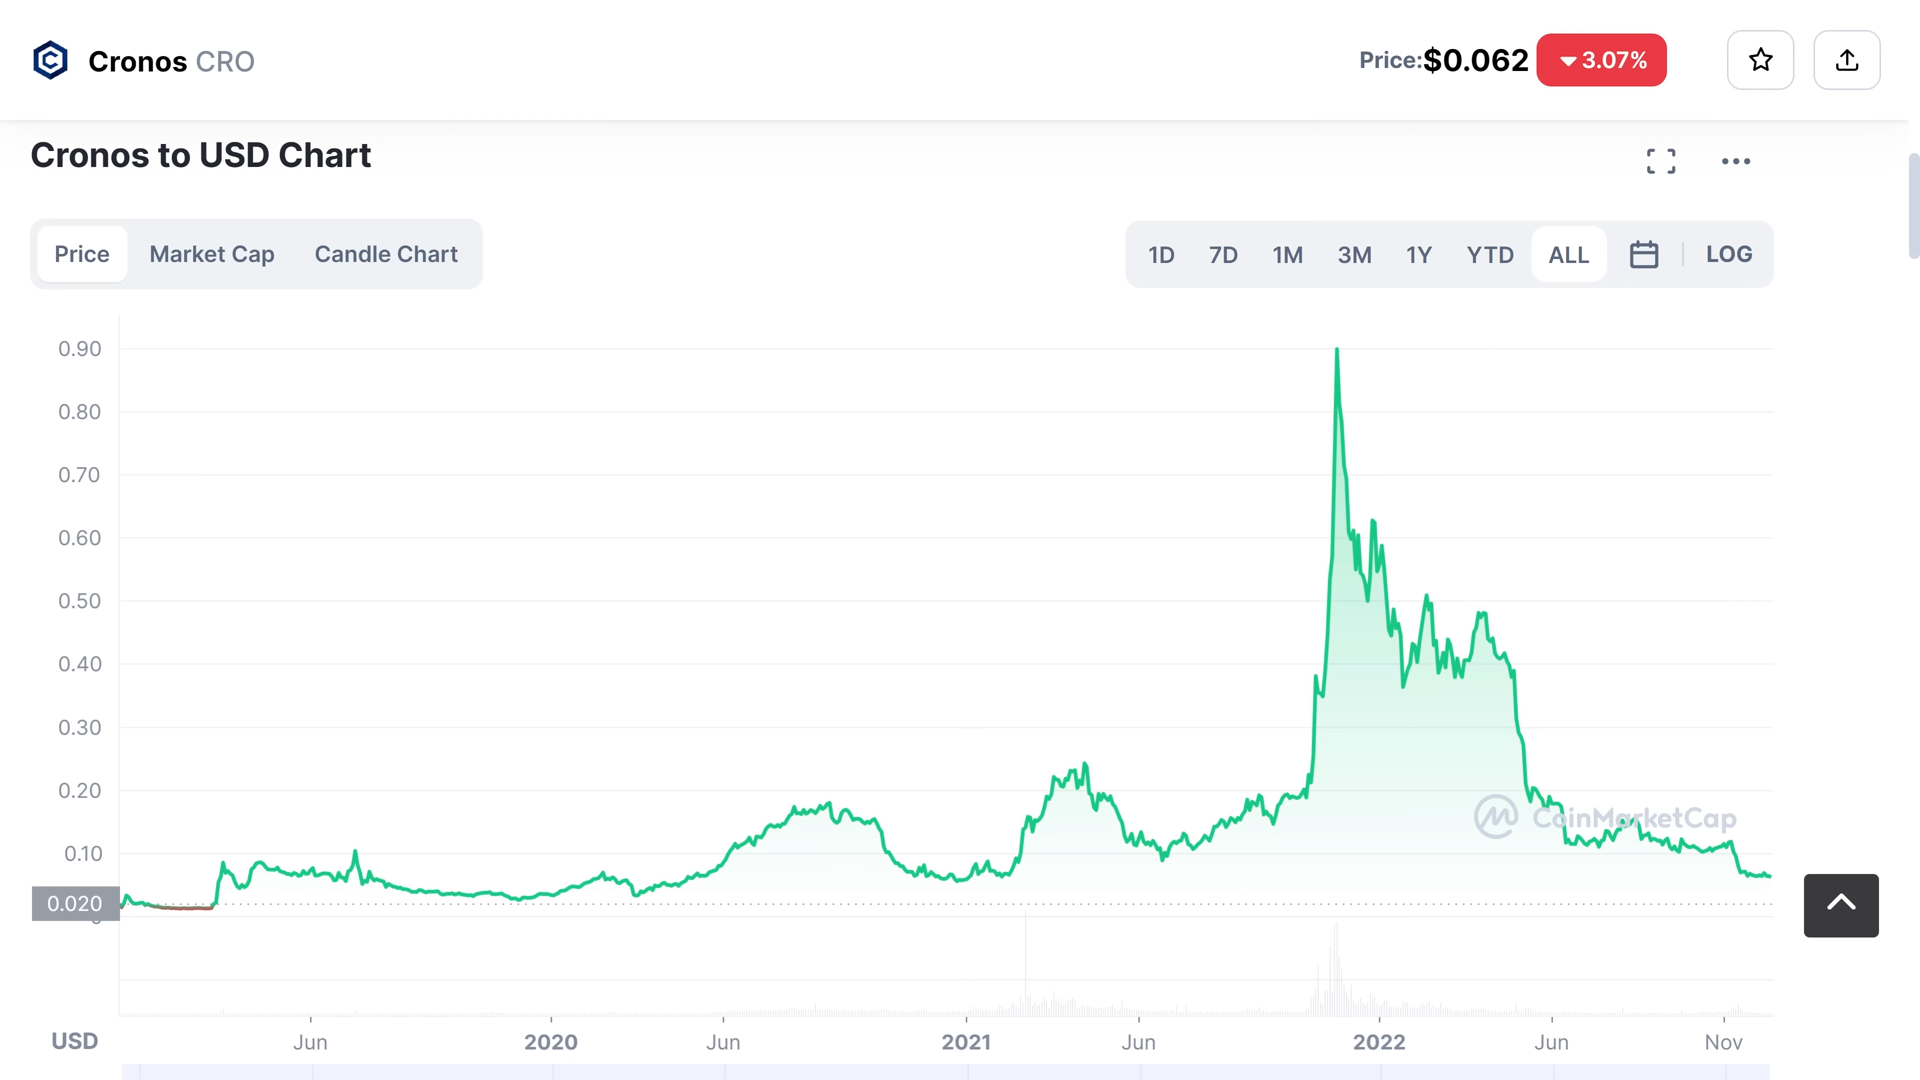 Cronos CRO
Price:$0.062 3.07%
Cronos to USD Chart
Price Market Cap Candle Chart
1D 7D 1M 3M 1Y YTD ALL LOG
0.90
0.80
0.70
0.60
0.50
0.40
0.30
0.20
CoinMarketCap
0.10
0.020
USD Jun 2020 Jun 2021 Jun 2022 Jun Nov